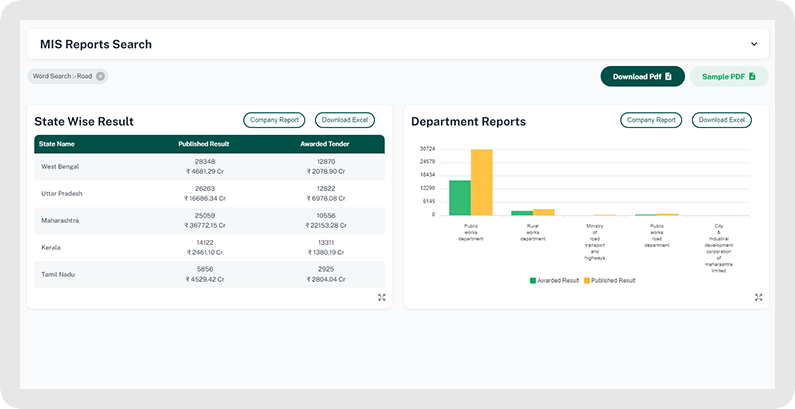 MIS Reports Search
Word Search :- Road
Download Pdf
Sample PDF
State Wise Result
Company Report
Download Excel
State Name Published Result Awarded Tender
West Bengal
28348
₹ 4681.29 Cr
12870
₹ 2078.90 Cr
Uttar Pradesh
26263
₹ 16686.34 Cr
12822
₹ 6978.08 Cr
Maharashtra
25059
₹ 36772.15 Cr
10556
₹ 22153.28 Cr
Kerala
14122
₹ 2461.10 Cr
13311
₹ 1380.19 Cr
Tamil Nadu
5856
₹ 4529.42 Cr
2925
₹ 2804.04 Cr
Department Reports
Company Report
Download Excel
30724
24579
18434
12290
6145
0
Public
works
department
Rural
works
department
Ministry
of
road
transport
and
highways
Public
works
road
department
City
&
industrial
development
corporation
of
maharashtra
limited
Awarded Result
Published Result